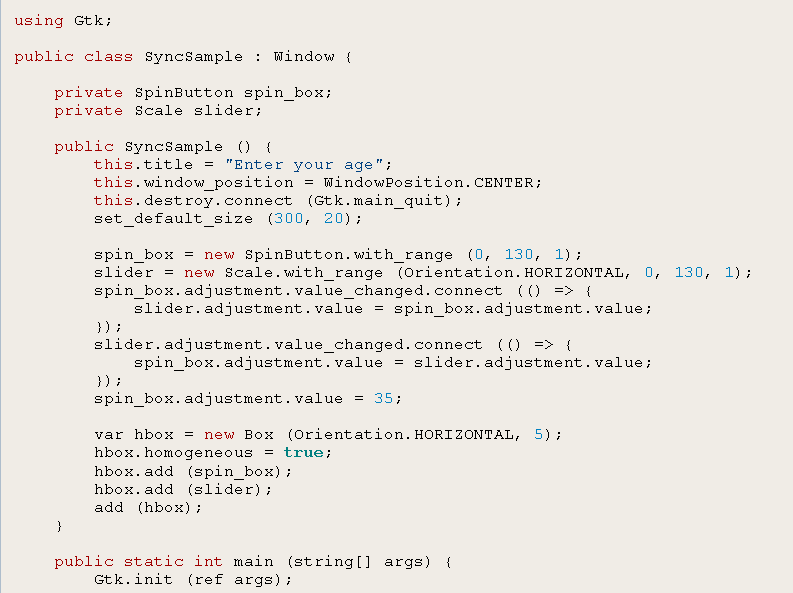 using Gtk;

public class SyncSample : Window {

    private SpinButton spin_box;
    private Scale slider;

    public SyncSample () {
        this.title = "Enter your age";
        this.window_position = WindowPosition.CENTER;
        this.destroy.connect (Gtk.main_quit);
        set_default_size (300, 20);

        spin_box = new SpinButton.with_range (0, 130, 1);
        slider = new Scale.with_range (Orientation.HORIZONTAL, 0, 130, 1);
        spin_box.adjustment.value_changed.connect (() => {
            slider.adjustment.value = spin_box.adjustment.value;
        });
        slider.adjustment.value_changed.connect (() => {
            spin_box.adjustment.value = slider.adjustment.value;
        });
        spin_box.adjustment.value = 35;

        var hbox = new Box (Orientation.HORIZONTAL, 5);
        hbox.homogeneous = true;
        hbox.add (spin_box);
        hbox.add (slider);
        add (hbox);
    }

    public static int main (string[] args) {
        Gtk.init (ref args);